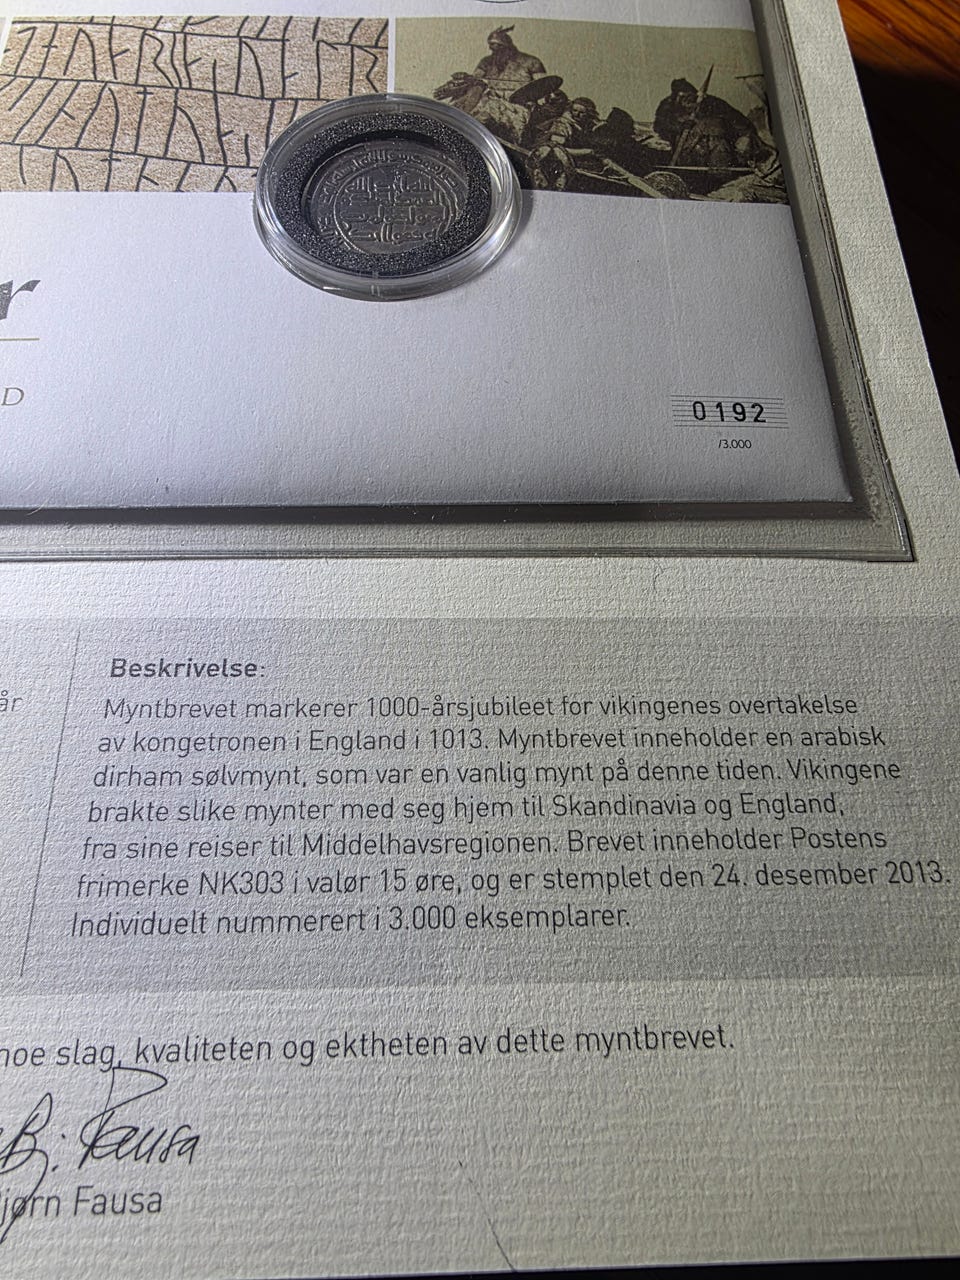 r
D
0192
/3.000
Beskrivelse:
år
Myntbrevet markerer 1000-årsjubileet for vikingenes overtakelse
av kongetronen i England i 1013. Myntbrevet inneholder en arabisk
dirham sølvmynt, som var en vanlig mynt på denne tiden. Vikingene
brakte slike mynter med seg hjem til Skandinavia og England,
fra sine reiser til Middelhavsregionen. Brevet inneholder Postens
frimerke NK303 i valør 15 øre, og er stemplet den 24. desember 2013.
Individuelt nummerert i 3.000 eksemplarer.
noe slag, kvaliteten og ektheten av dette myntbrevet.
B. Fausa
jørn Fausa